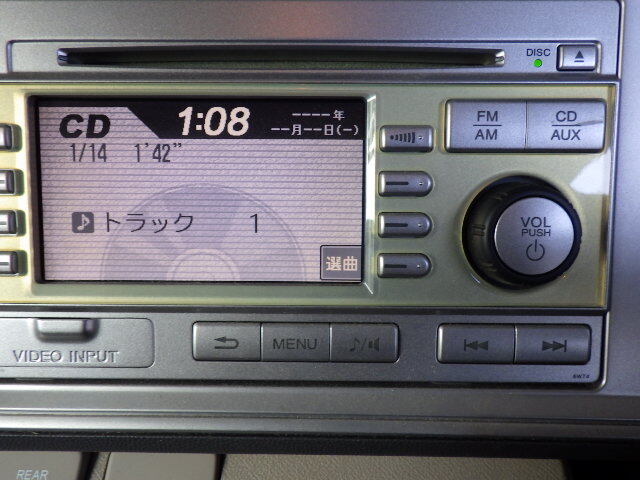 DISC
CD 1:08 ----年
--月--日(--)
1/14 1'42"
トラック 1
選曲
FM CD
AM AUX
VOL
PUSH
VIDEO INPUT
MENU
6W74
REAR